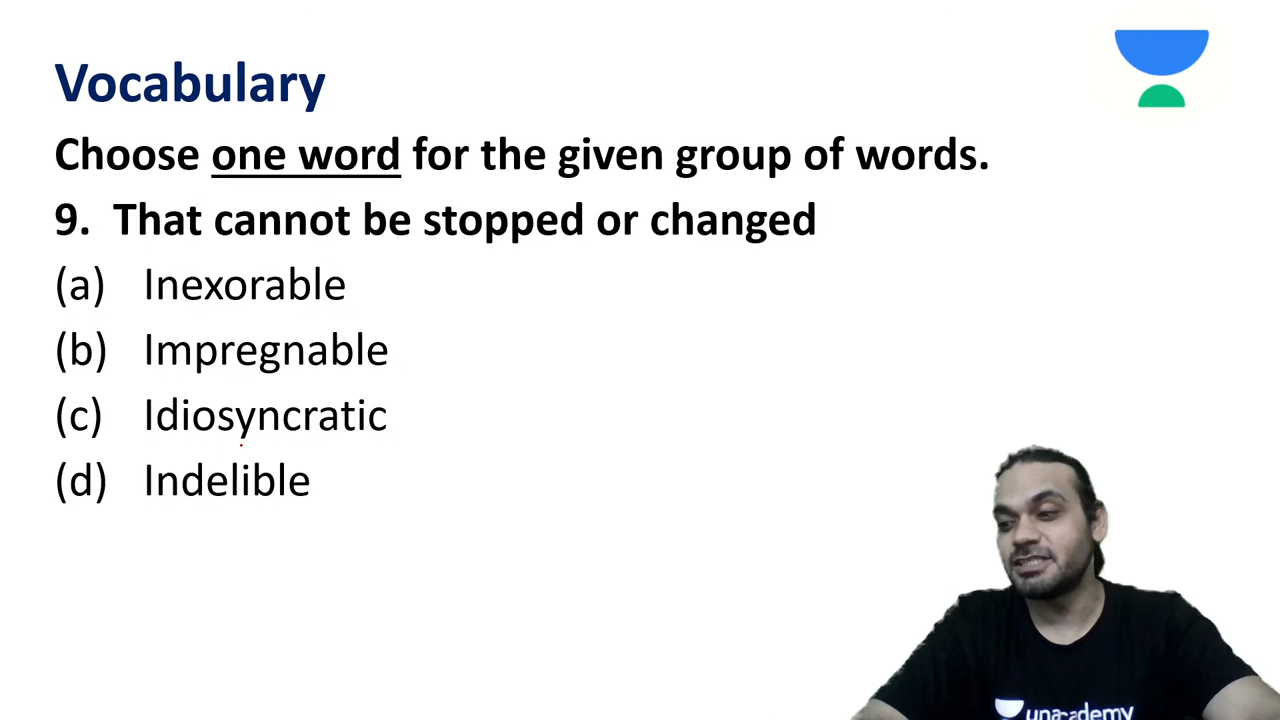 Vocabulary
Choose one word for the given group of words.
9. That cannot be stopped or changed
(a) Inexorable
(b) Impregnable
(c) Idiosyncratic
(d) Indelible
unacademy